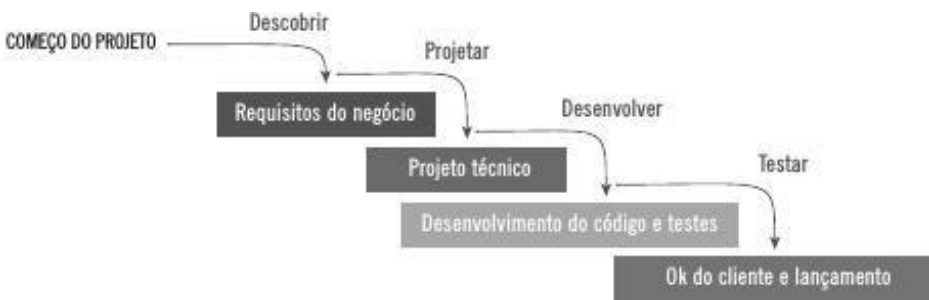 Descobrir
COMEÇO DO PROJETO
Projetar
Requisitos do negócio
Desenvolver
Projeto técnico
Testar
Desenvolvimento do código e testes
Ok do cliente e lançamento